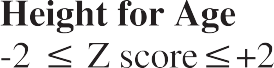 Height for Age
-2 ≤ Z score ≤ +2